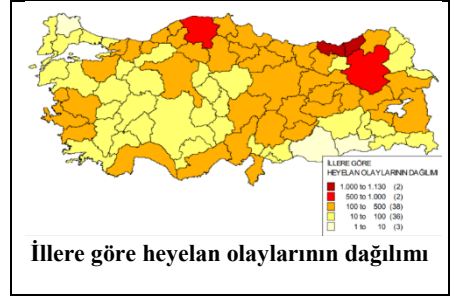 İLLERE GÖRE
HEYELAN OLAYLARININ DAĞILIMI
1.000 to 1.130 (2)
500 to 1.000 (2)
100 to 500 (38)
10 to 100 (36)
1 to 10 (3)
İllere göre heyelan olaylarının dağılımı